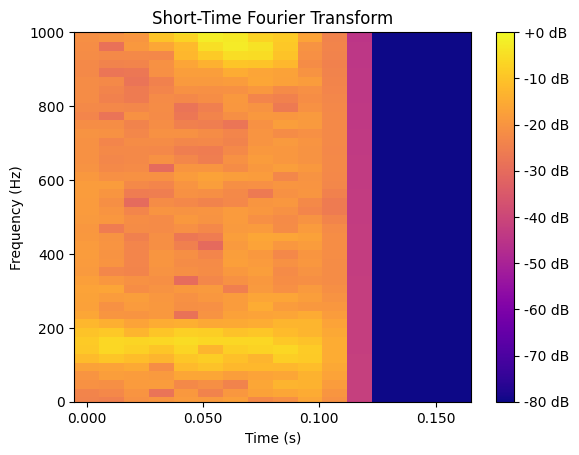 Short-Time Fourier Transform
Frequency (Hz)
1000
800
600
400
200
0
0.000
0.050
0.100
0.150
Time (s)
+0 dB
-10 dB
-20 dB
-30 dB
-40 dB
-50 dB
-60 dB
-70 dB
-80 dB